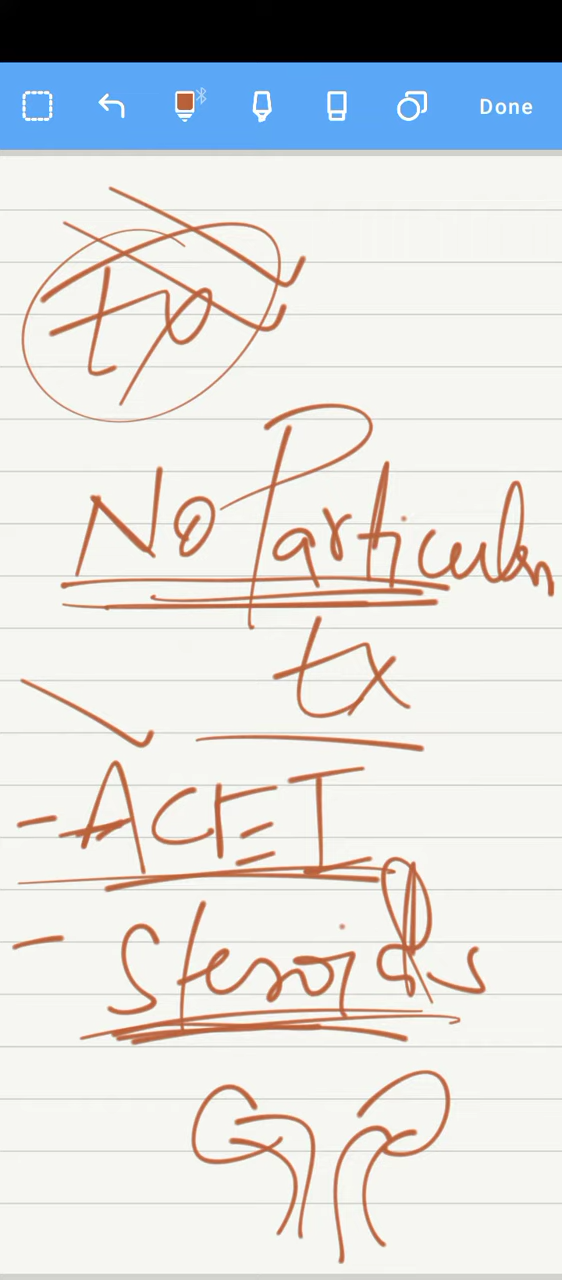 Done
tx
No Particular
tx
- ACEI
- Steroids